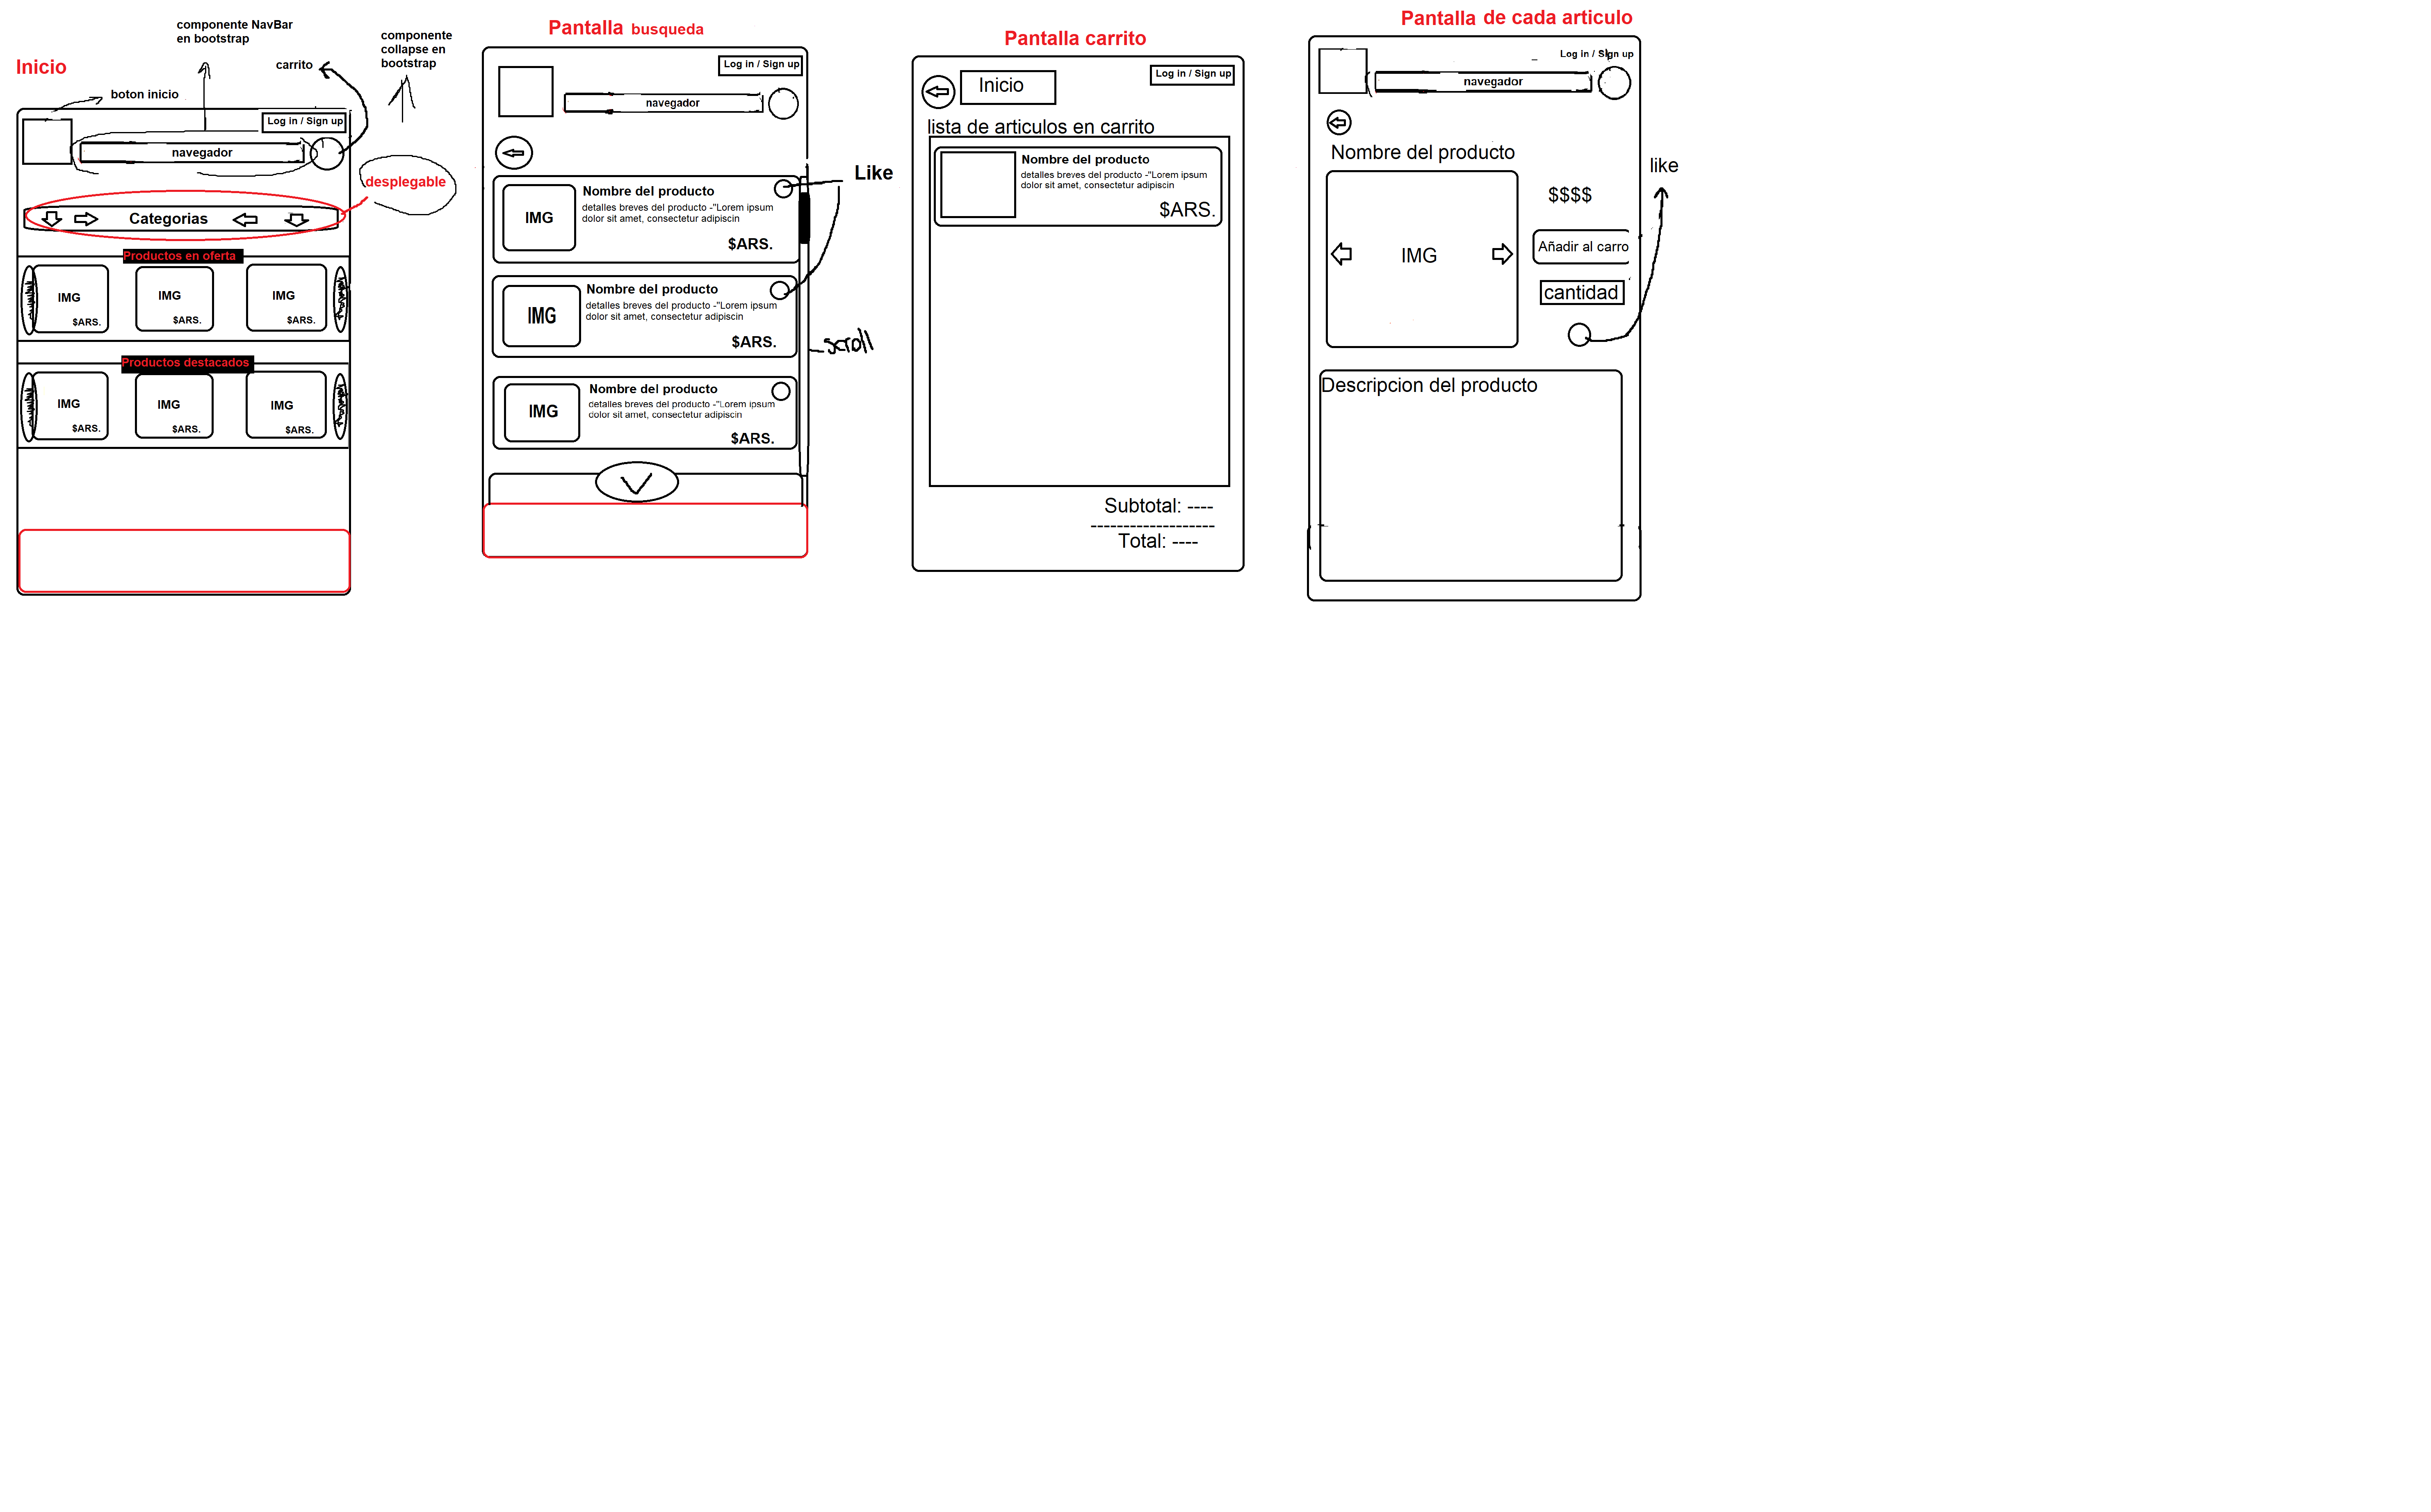 Inicio
componente NavBar
en bootstrap
carrito
componente
collapse en
bootstrap
boton inicio
Log in / Sign up
navegador
desplegable
Categorias
Productos en oferta
IMG
$ARS.
IMG
$ARS.
IMG
$ARS.
Productos destacados
IMG
$ARS.
IMG
$ARS.
IMG
$ARS.
Pantalla busqueda
Log in / Sign up
navegador
Like
IMG
Nombre del producto
detalles breves del producto -"Lorem ipsum
dolor sit amet, consectetur adipiscin
$ARS.
IMG
Nombre del producto
detalles breves del producto -"Lorem ipsum
dolor sit amet, consectetur adipiscin
$ARS.
scroll
IMG
Nombre del producto
detalles breves del producto -"Lorem ipsum
dolor sit amet, consectetur adipiscin
$ARS.
Pantalla carrito
Inicio
Log in / Sign up
lista de articulos en carrito
Nombre del producto
detalles breves del producto -"Lorem ipsum
dolor sit amet, consectetur adipiscin
$ARS.
Subtotal: ----
-------------------
Total: ----
Pantalla de cada articulo
Log in / Sign up
navegador
Nombre del producto
like
$$$$
IMG
Añadir al carro
cantidad
Descripcion del producto